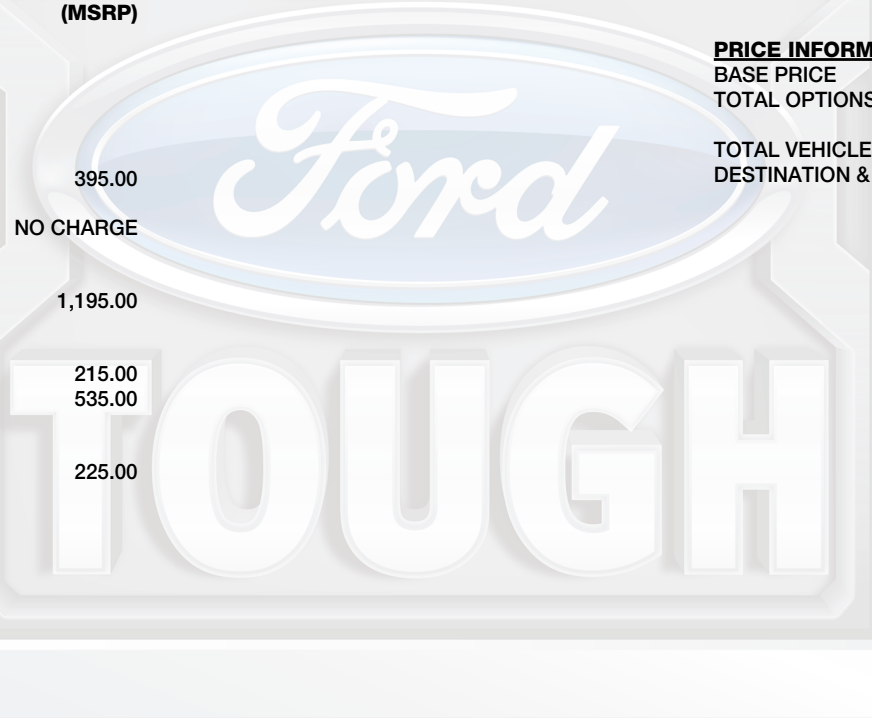 (MSRP)
395.00
NO CHARGE
1,195.00
215.00
535.00
225.00
PRICE INFORM
BASE PRICE
TOTAL OPTIONS
TOTAL VEHICLE
DESTINATION &
Ford
TOUGH